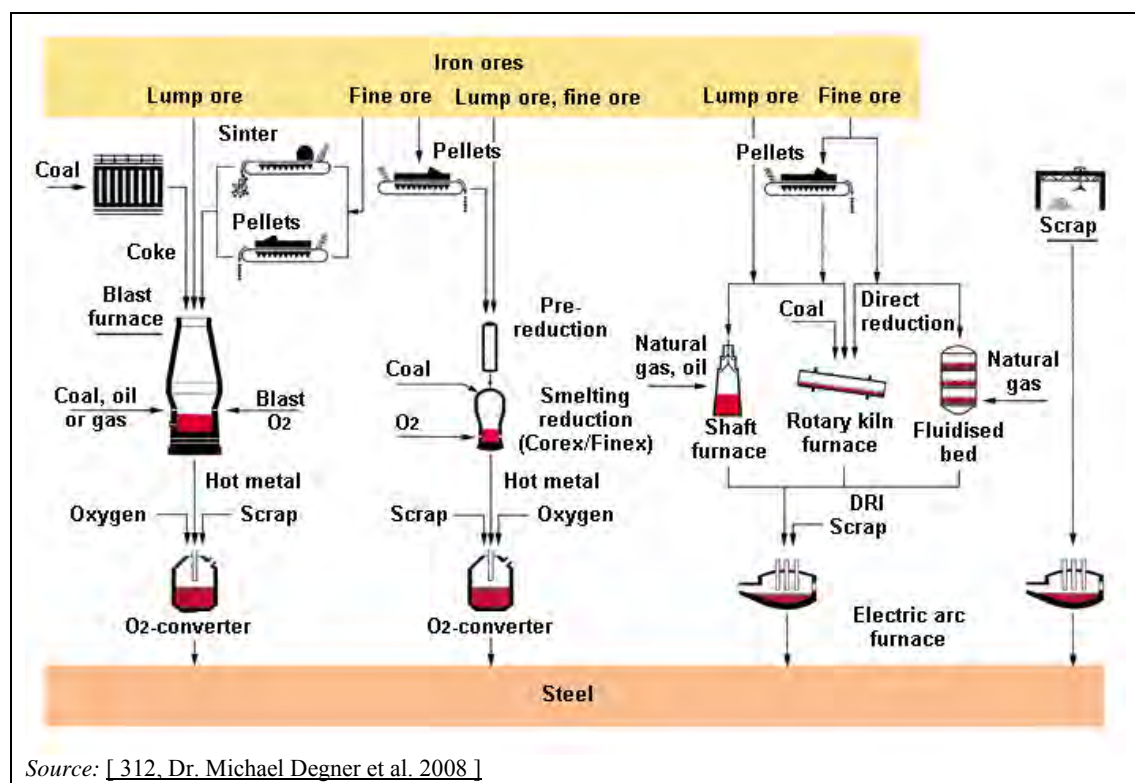 Iron ores
Lump ore
Fine ore
Lump ore, fine ore
Lump ore
Fine ore
Sinter
Coal
Pellets
Coke
Blast
furnace
Coal, oil
or gas
Blast
O2
Hot metal
Oxygen
Scrap
O2-converter
Pellets
Pre-
reduction
Coal
O2
Smelting
reduction
(Corex/Finex)
Hot metal
Scrap
Oxygen
O2-converter
Pellets
Coal
Direct
reduction
Natural
gas, oil
Natural
gas
Shaft
furnace
Rotary kiln
furnace
Fluidised
bed
DRI
Scrap
Scrap
Electric arc
furnace
Steel
Source: [ 312, Dr. Michael Degner et al. 2008 ]